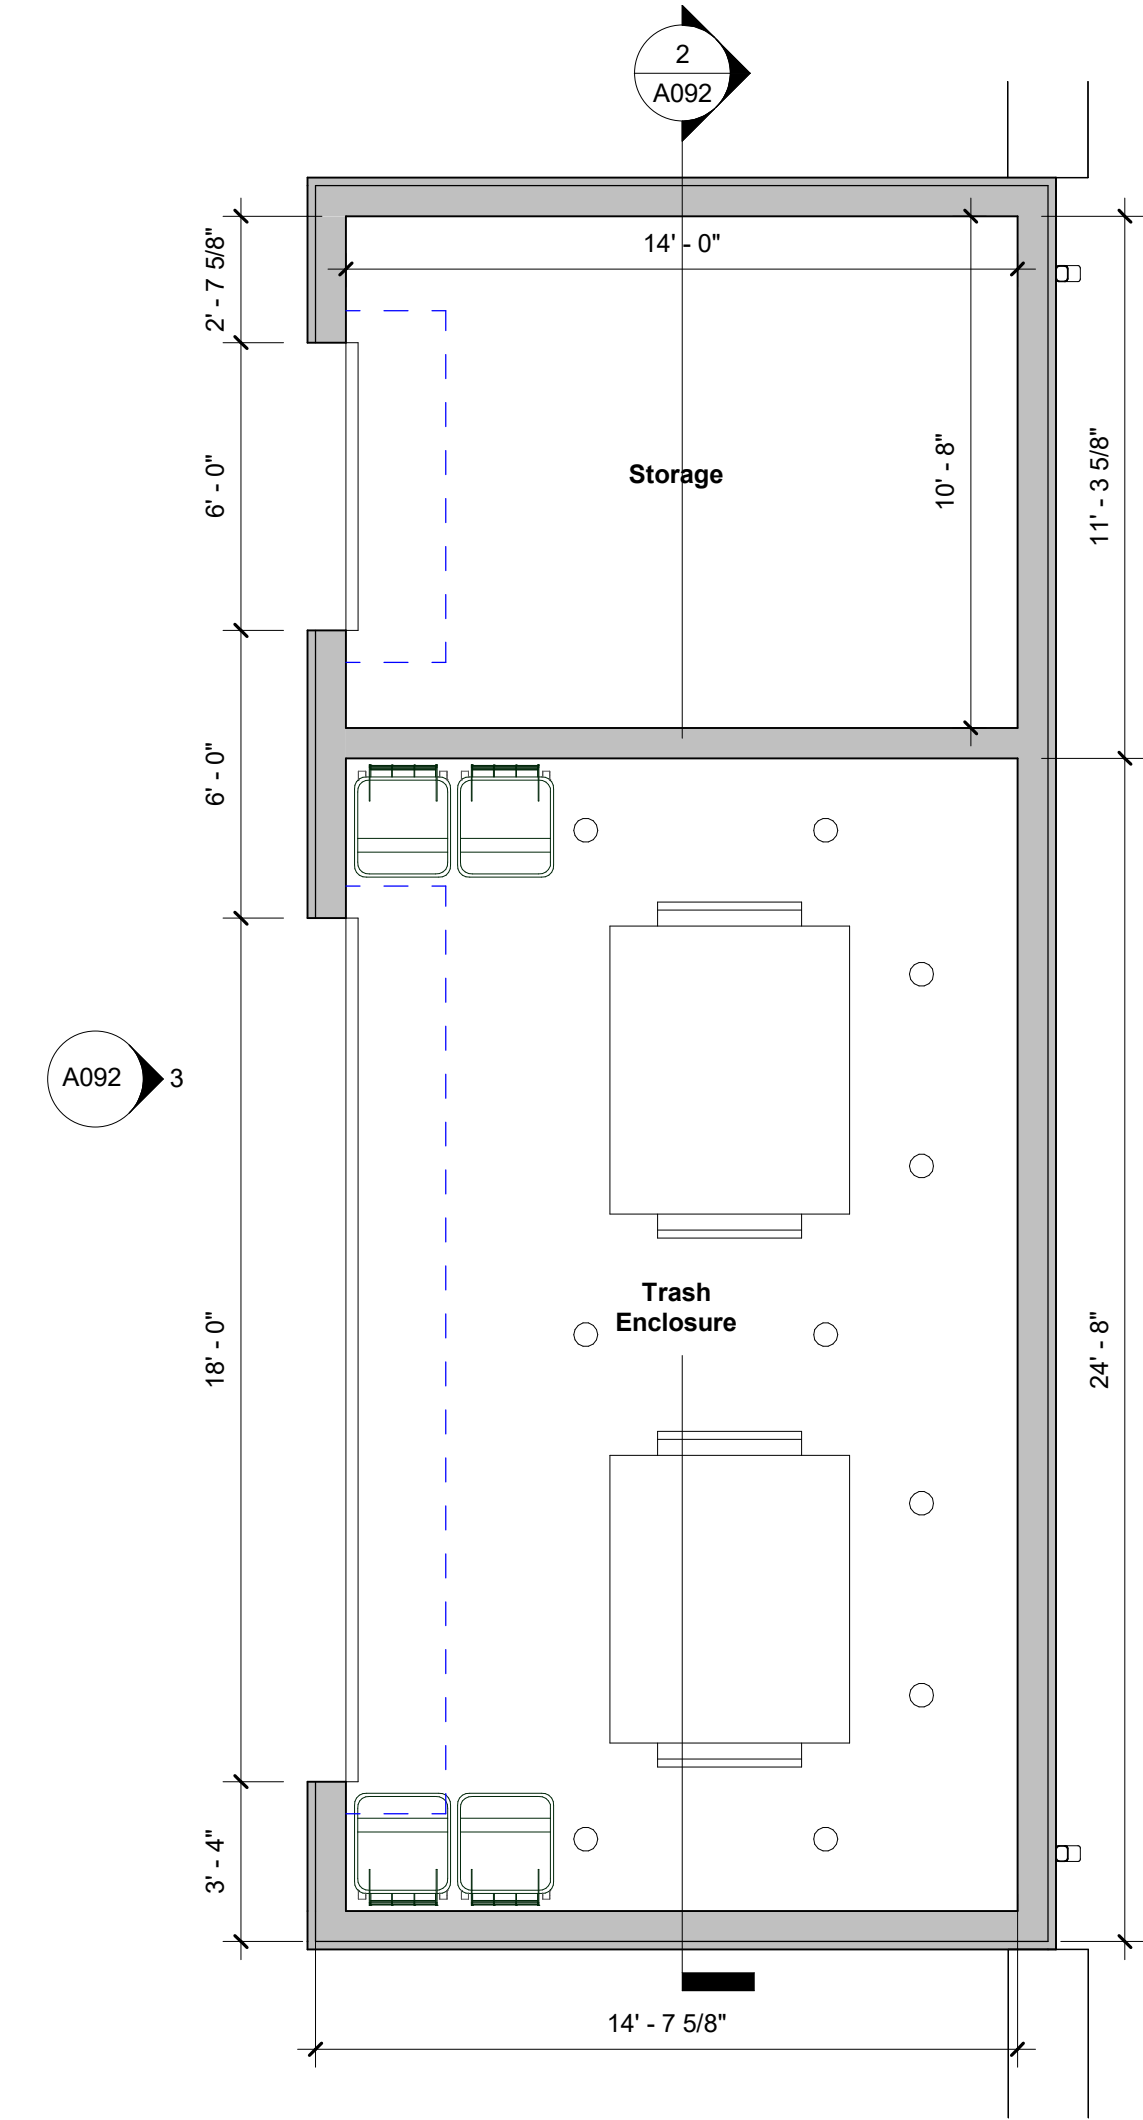 2
A092
14' - 0"
2' - 7 5/8"
6' - 0"
Storage
10' - 8"
11' - 3 5/8"
6' - 0"
A092
3
Trash
Enclosure
18' - 0"
24' - 8"
3' - 4"
14' - 7 5/8"